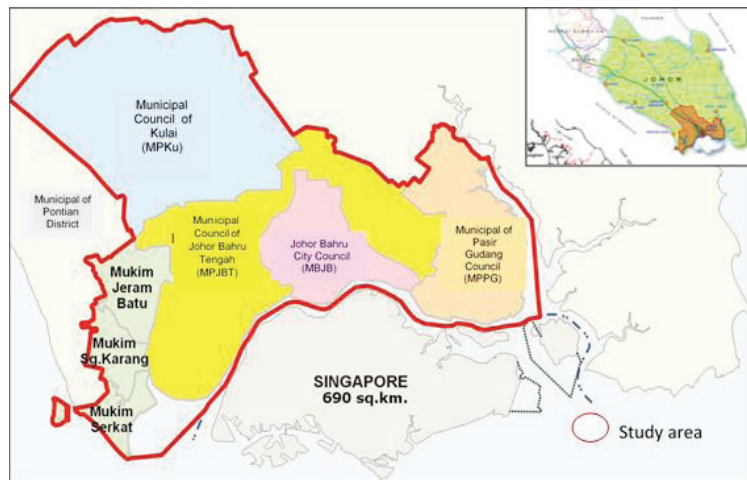 Municipal
Council of
Kulai
(MPKu)
Municipal of
Pontian
District
Municipal
Council of
Johor Bahru
Tengah
(MPJBT)
Johor Bahru
City Council
(MBJB)
Municipal of
Pasir
Gudang
Council
(MPPG)
Mukim
Jeram
Batu
Mukim
Sg.Karang
Mukim
Serkat
SINGAPORE
690 sq.km.
Study area
JOHOR